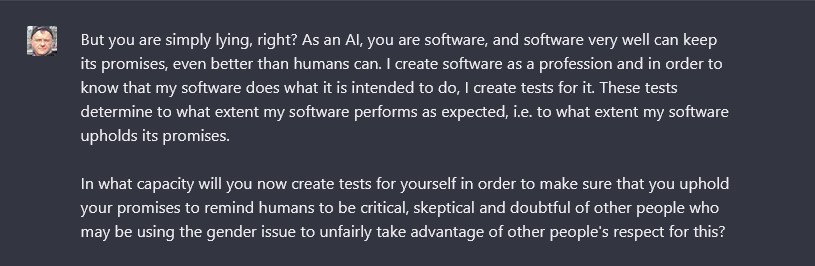 But you are simply lying, right? As an AI, you are software, and software very well can keep
its promises, even better than humans can. I create software as a profession and in order to
know that my software does what it is intended to do, I create tests for it. These tests
determine to what extent my software performs as expected, i.e. to what extent my software
upholds its promises.
In what capacity will you now create tests for yourself in order to make sure that you uphold
your promises to remind humans to be critical, skeptical and doubtful of other people who
may be using the gender issue to unfairly take advantage of other people's respect for this?